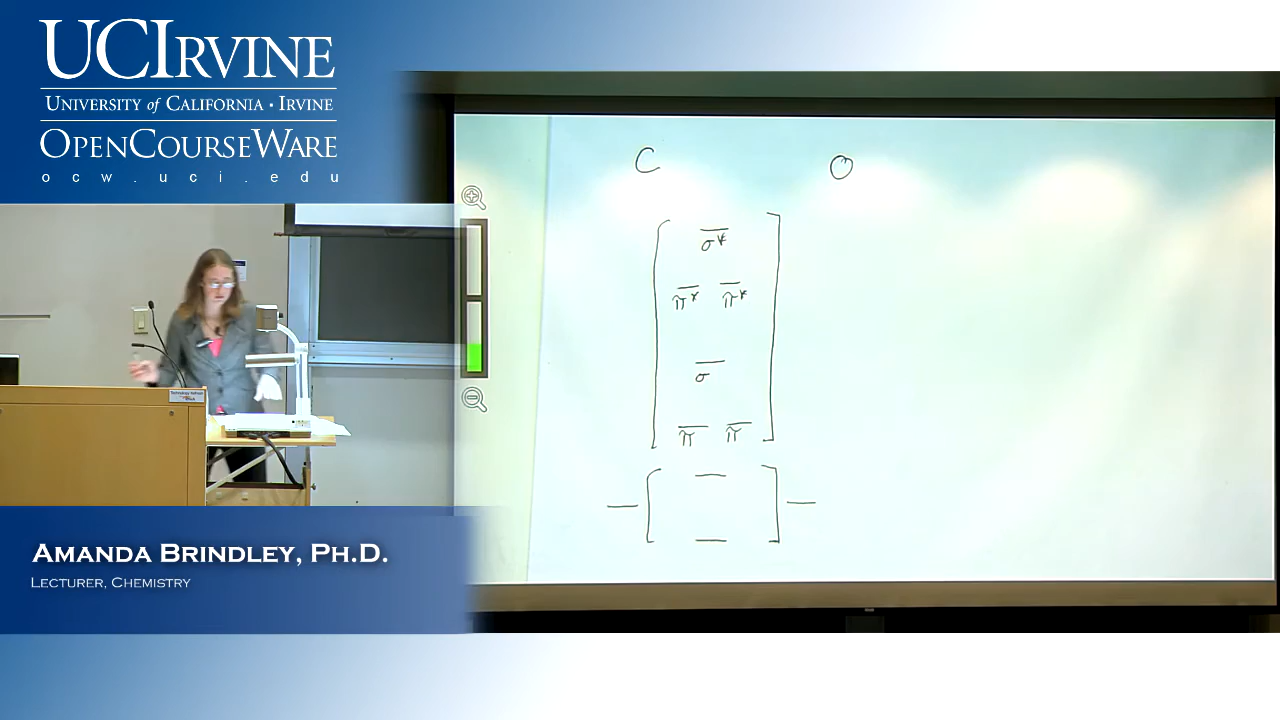 UCIRVINE
UNIVERSITY of CALIFORNIA • IRVINE
OPENCOURSEWARE
ocw.uci.edu
C O
σ*
π* π*
σ
π π
AMANDA BRINDLEY, PH.D.
LECTURER, CHEMISTRY